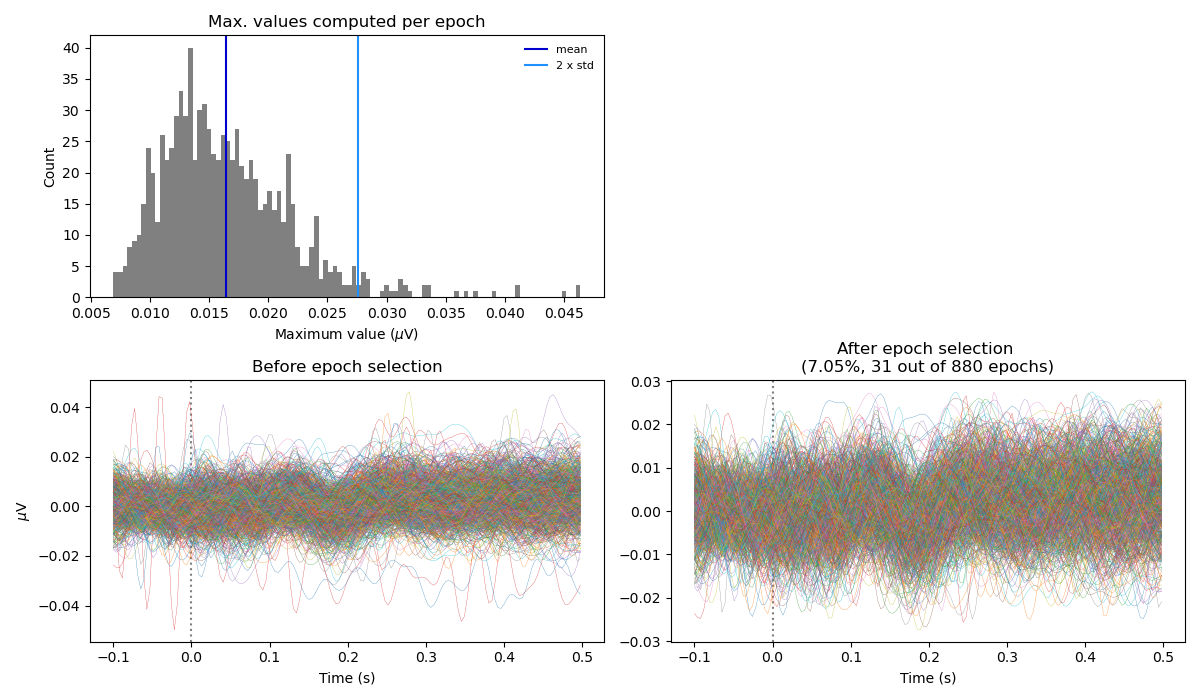 Max. values computed per epoch
40
35
30
25
20
15
10
5
0
Count
mean
2 x std
0.005 0.010 0.015 0.020 0.025 0.030 0.035 0.040 0.045
Maximum value (µV)
Before epoch selection
0.04
0.02
0.00
−0.02
−0.04
µV
−0.1 0.0 0.1 0.2 0.3 0.4 0.5
Time (s)
After epoch selection
(7.05%, 31 out of 880 epochs)
0.03
0.02
0.01
0.00
−0.01
−0.02
−0.03
−0.1 0.0 0.1 0.2 0.3 0.4 0.5
Time (s)